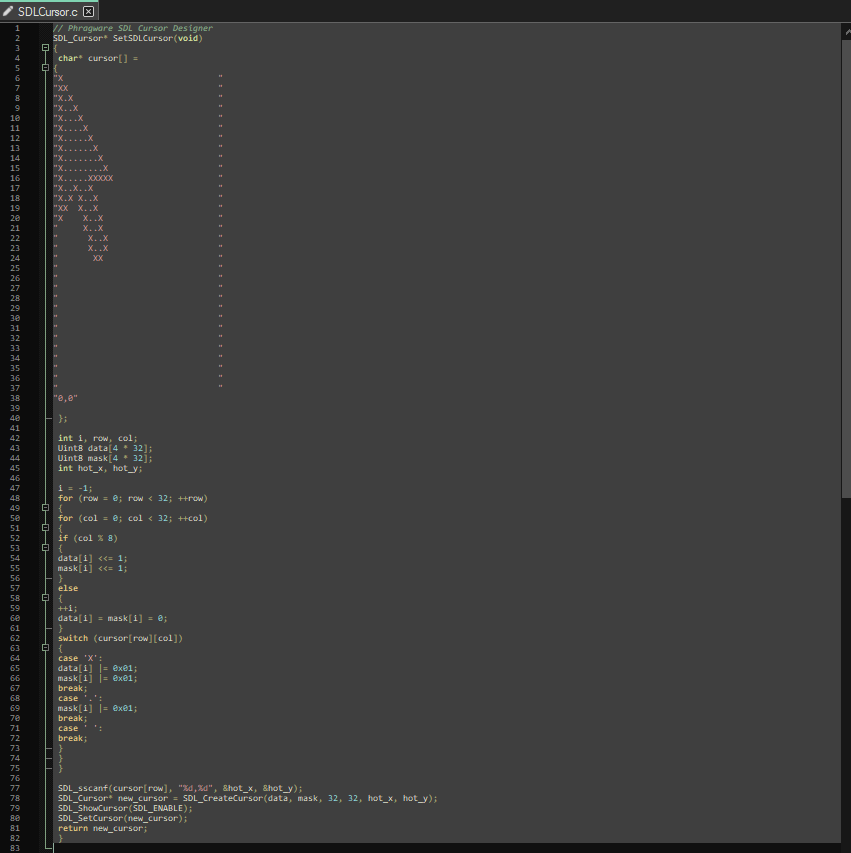 SDLCursor.c
1 // Phragware SDL Cursor Designer
2 SDL_Cursor* SetSDLCursor(void)
3 {
4 char* cursor[] =
5 {
6 "X                               "
7 "XX                              "
8 "X.X                             "
9 "X..X                            "
10 "X...X                           "
11 "X....X                          "
12 "X.....X                         "
13 "X......X                        "
14 "X.......X                       "
15 "X........X                      "
16 "X.....XXXXX                     "
17 "X..X..X                         "
18 "X.X X..X                        "
19 "XX  X..X                        "
20 "X    X..X                       "
21 "     X..X                       "
22 "      X..X                      "
23 "      X..X                      "
24 "       XX                       "
25 "                                "
26 "                                "
27 "                                "
28 "                                "
29 "                                "
30 "                                "
31 "                                "
32 "                                "
33 "                                "
34 "                                "
35 "                                "
36 "                                "
37 "                                "
38 "0,0"
39
40 };
41
42 int i, row, col;
43 Uint8 data[4 * 32];
44 Uint8 mask[4 * 32];
45 int hot_x, hot_y;
46
47 i = -1;
48 for (row = 0; row < 32; ++row)
49 {
50 for (col = 0; col < 32; ++col)
51 {
52 if (col % 8)
53 {
54 data[i] <<= 1;
55 mask[i] <<= 1;
56 }
57 else
58 {
59 ++i;
60 data[i] = mask[i] = 0;
61 }
62 switch (cursor[row][col])
63 {
64 case 'X':
65 data[i] |= 0x01;
66 mask[i] |= 0x01;
67 break;
68 case '.':
69 mask[i] |= 0x01;
70 break;
71 case ' ':
72 break;
73 }
74 }
75 }
76
77 SDL_sscanf(cursor[row], "%d,%d", &hot_x, &hot_y);
78 SDL_Cursor* new_cursor = SDL_CreateCursor(data, mask, 32, 32, hot_x, hot_y);
79 SDL_ShowCursor(SDL_ENABLE);
80 SDL_SetCursor(new_cursor);
81 return new_cursor;
82 }
83